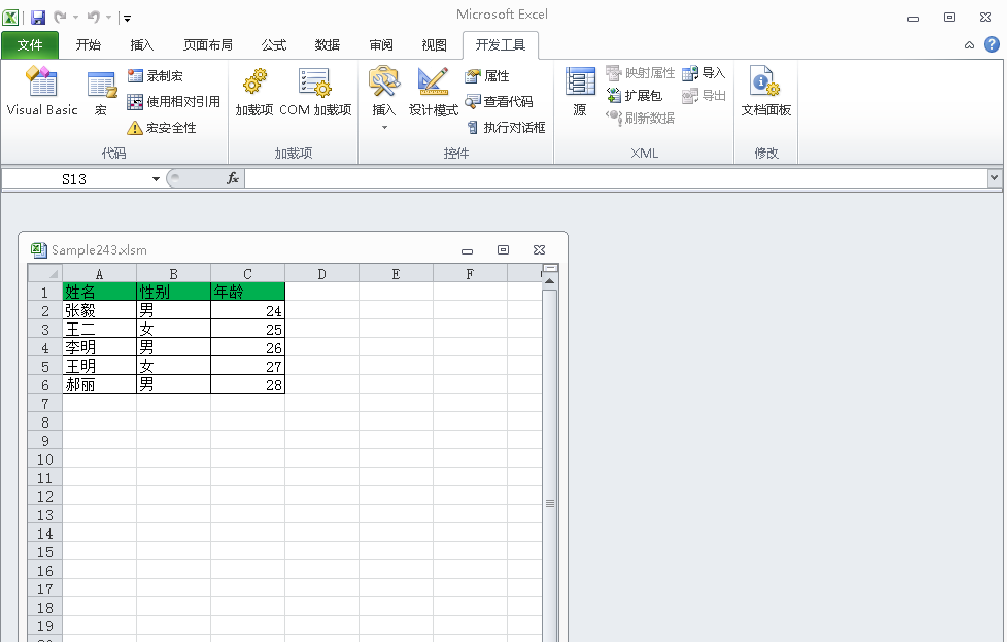 Microsoft Excel
文件 开始 插入 页面布局 公式 数据 审阅 视图 开发工具
Visual Basic 宏 录制宏 使用相对引用 宏安全性
代码
加载项 COM 加载项
加载项
插入 设计模式 属性 查看代码 执行对话框
控件
源 映射属性 扩展包 刷新数据 导入 导出
XML
文档面板
修改
S13 fx
Sample243.xlsm
A B C D E F
1 姓名 性别 年龄
2 张毅 男 24
3 王二 女 25
4 李明 男 26
5 王明 女 27
6 郝丽 男 28
7
8
9
10
11
12
13
14
15
16
17
18
19